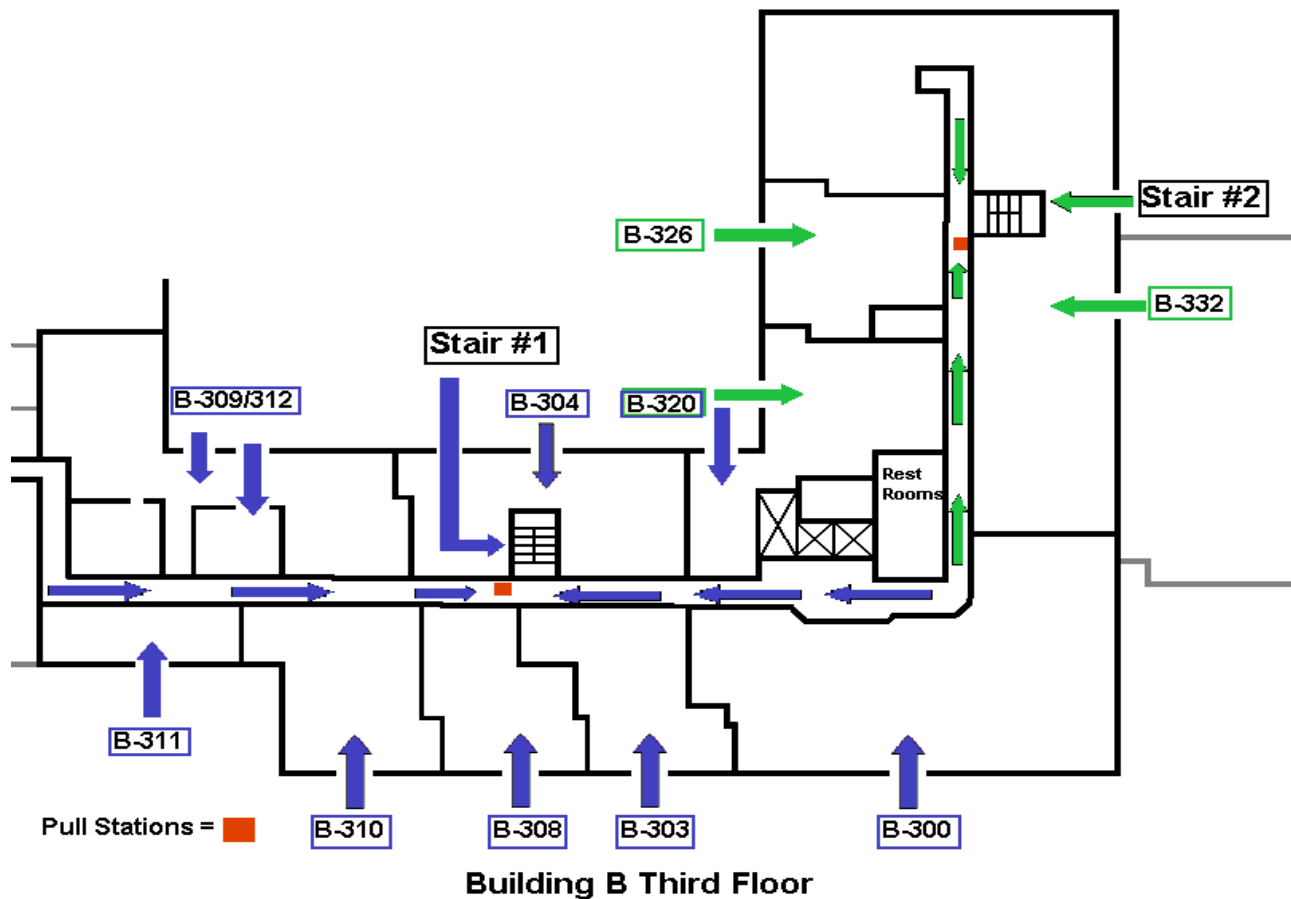 Stair #2
B-326
B-332
Stair #1
B-309/312
B-304
B-320
Rest
Rooms
B-311
Pull Stations =
B-310
B-308
B-303
B-300
Building B Third Floor